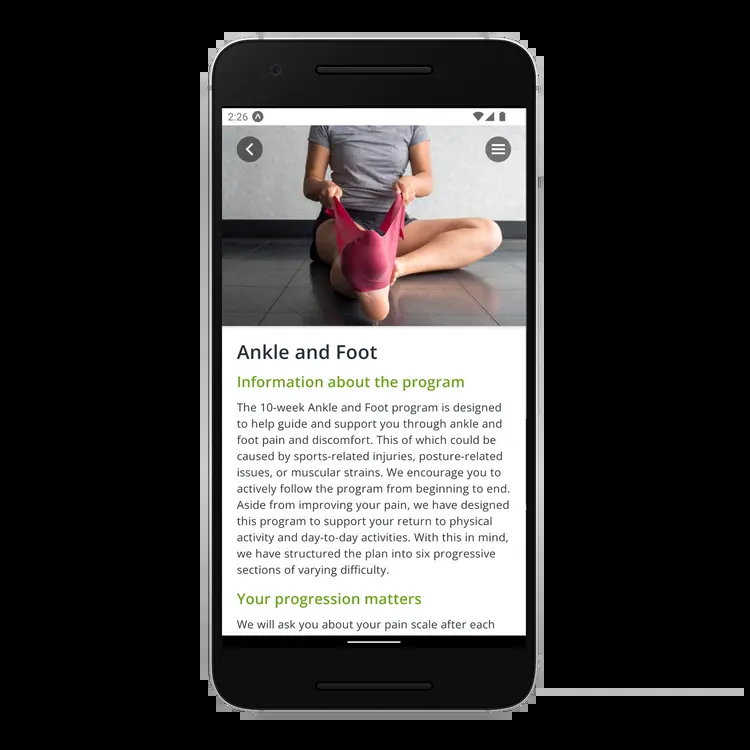 2:26
Ankle and Foot
Information about the program
The 10-week Ankle and Foot program is designed
to help guide and support you through ankle and
foot pain and discomfort. This of which could be
caused by sports-related injuries, posture-related
issues, or muscular strains. We encourage you to
actively follow the program from beginning to end.
Aside from improving your pain, we have designed
this program to support your return to physical
activity and day-to-day activities. With this in mind,
we have structured the plan into six progressive
sections of varying difficulty.
Your progression matters
We will ask you about your pain scale after each